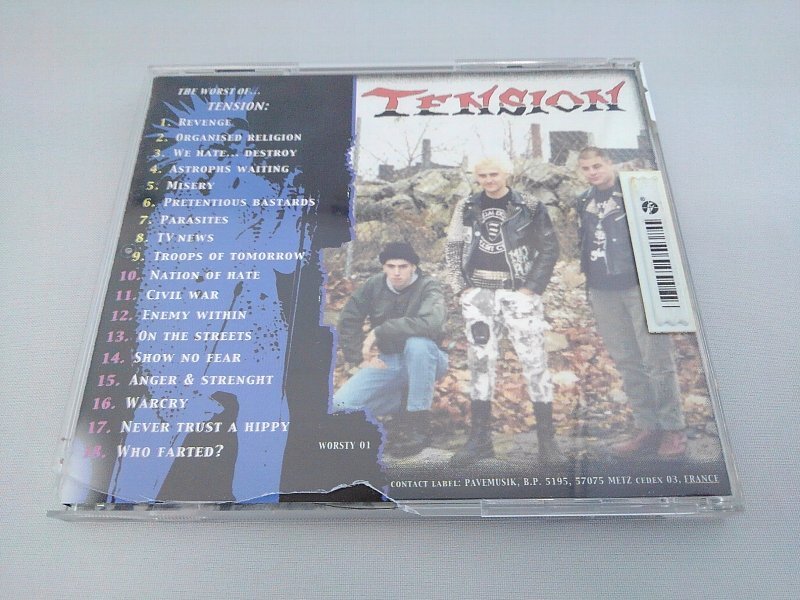 THE WORST OF...
TENSION:
1. REVENGE
2. ORGANISED RELIGION
3. WE HATE... DESTROY
4. ASTROPHS WAITING
5. MISERY
6. PRETENTIOUS BASTARDS
7. PARASITES
8. TV NEWS
9. TROOPS OF TOMORROW
10. NATION OF HATE
11. CIVIL WAR
12. ENEMY WITHIN
13. ON THE STREETS
14. SHOW NO FEAR
15. ANGER & STRENGHT
16. WARCRY
17. NEVER TRUST A HIPPY
18. WHO FARTED?
TENSION
WORSTY 01
CONTACT LABEL: PAVEMUSIK, B.P. 5195, 57075 METZ CEDEX 03, FRANCE